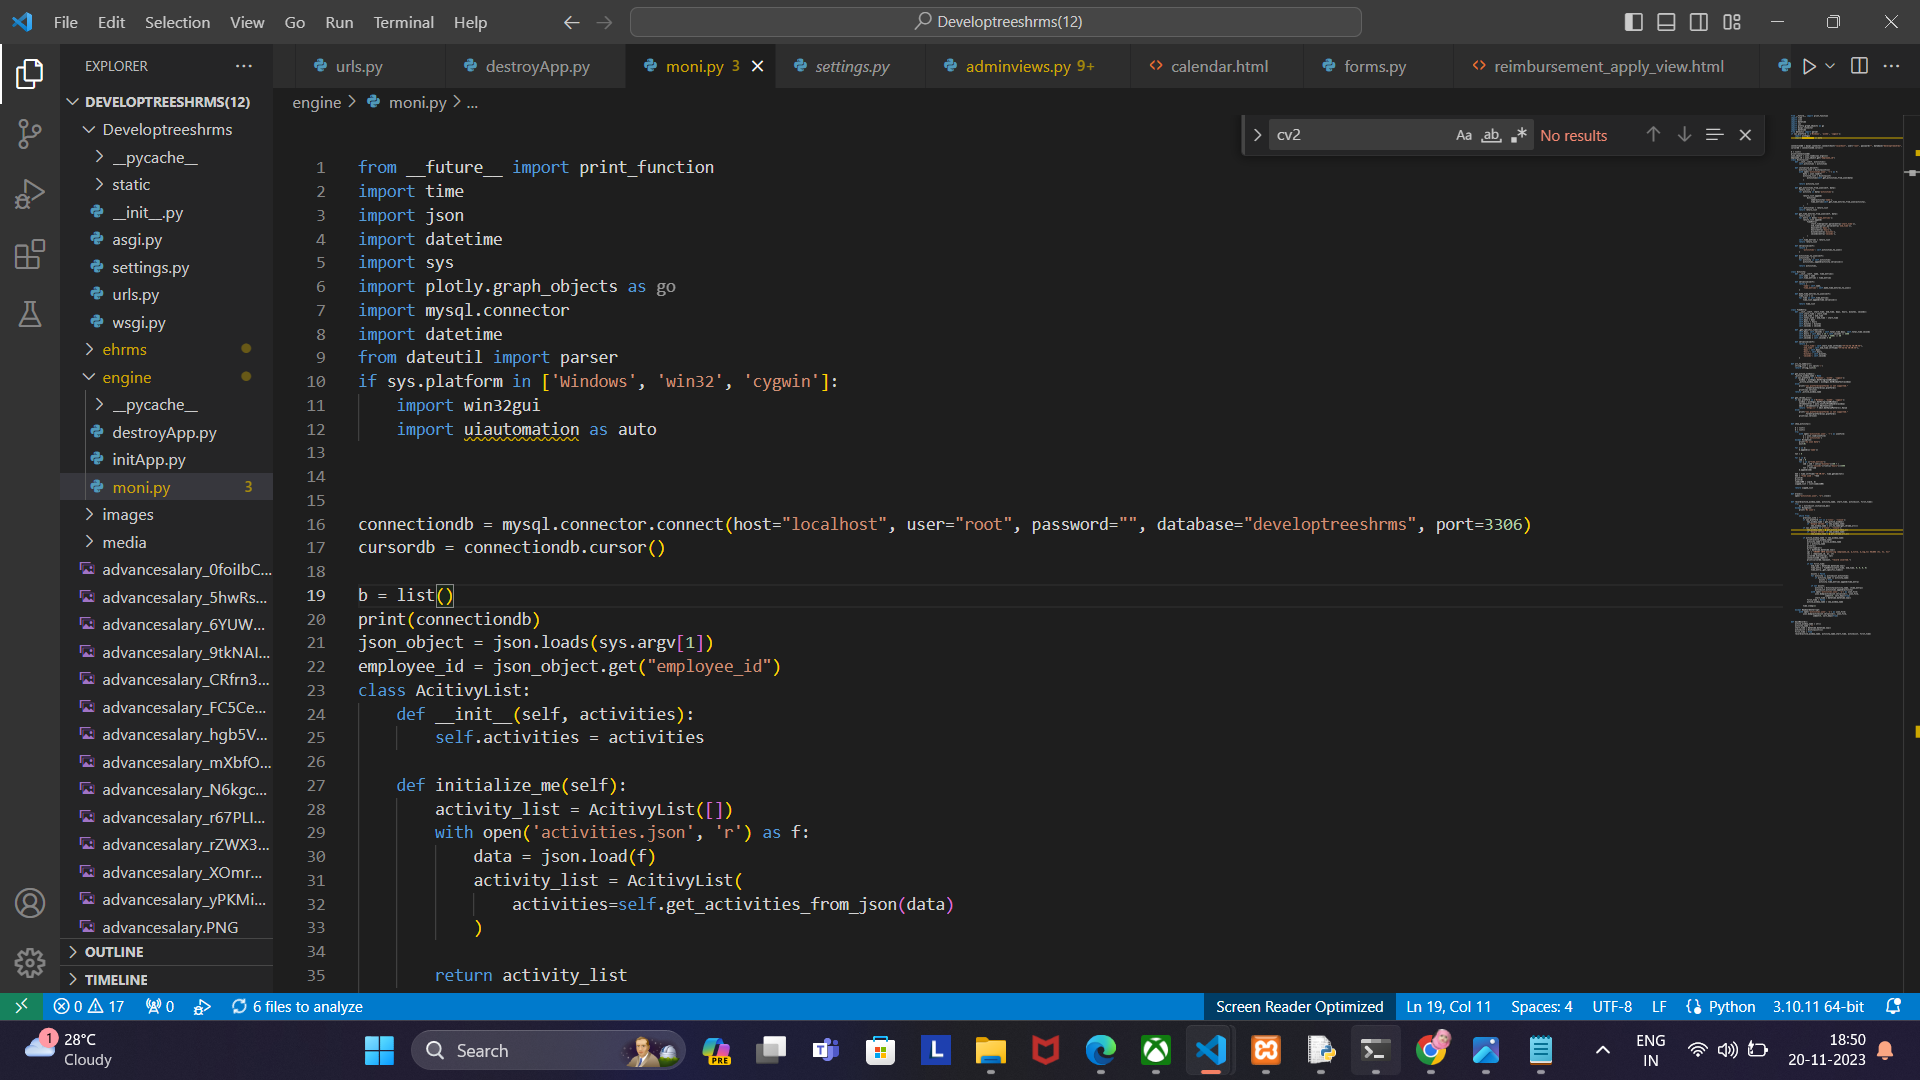 File Edit Selection View Go Run Terminal Help
Developtreeshrms(12)
EXPLORER
urls.py
destroyApp.py
moni.py 3
settings.py
adminviews.py 9+
calendar.html
forms.py
reimbursement_apply_view.html
DEVELOPTREESHRMS(12)
Developtreeshrms
__pycache__
static
__init__.py
asgi.py
settings.py
urls.py
wsgi.py
ehrms
engine
__pycache__
destroyApp.py
initApp.py
moni.py 3
images
media
advancesalary_0foiIbC...
advancesalary_5hwRs...
advancesalary_6YUW...
advancesalary_9tkNAI...
advancesalary_CRfrn3...
advancesalary_FC5Ce...
advancesalary_hgb5V...
advancesalary_mXbfO...
advancesalary_N6kgc...
advancesalary_r67PLI...
advancesalary_rZWX3...
advancesalary_XOmr...
advancesalary_yPKMi...
advancesalary.PNG
OUTLINE
TIMELINE
engine > moni.py > ...
cv2
Aa ab .* No results
1 from __future__ import print_function
2 import time
3 import json
4 import datetime
5 import sys
6 import plotly.graph_objects as go
7 import mysql.connector
8 import datetime
9 from dateutil import parser
10 if sys.platform in ['Windows', 'win32', 'cygwin']:
11 import win32gui
12 import uiautomation as auto
13
14
15
16 connectiondb = mysql.connector.connect(host="localhost", user="root", password="", database="developtreeshrms", port=3306)
17 cursordb = connectiondb.cursor()
18
19 b = list()
20 print(connectiondb)
21 json_object = json.loads(sys.argv[1])
22 employee_id = json_object.get("employee_id")
23 class AcitivyList:
24 def __init__(self, activities):
25 self.activities = activities
26
27 def initialize_me(self):
28 activity_list = AcitivyList([])
29 with open('activities.json', 'r') as f:
30 data = json.load(f)
31 activity_list = AcitivyList(
32 activities=self.get_activities_from_json(data)
33 )
34
35 return activity_list
0 17 0 6 files to analyze
Screen Reader Optimized Ln 19, Col 11 Spaces: 4 UTF-8 LF Python 3.10.11 64-bit
1
28°C
Cloudy
Search
PRE
L
ENG
IN
18:50
20-11-2023